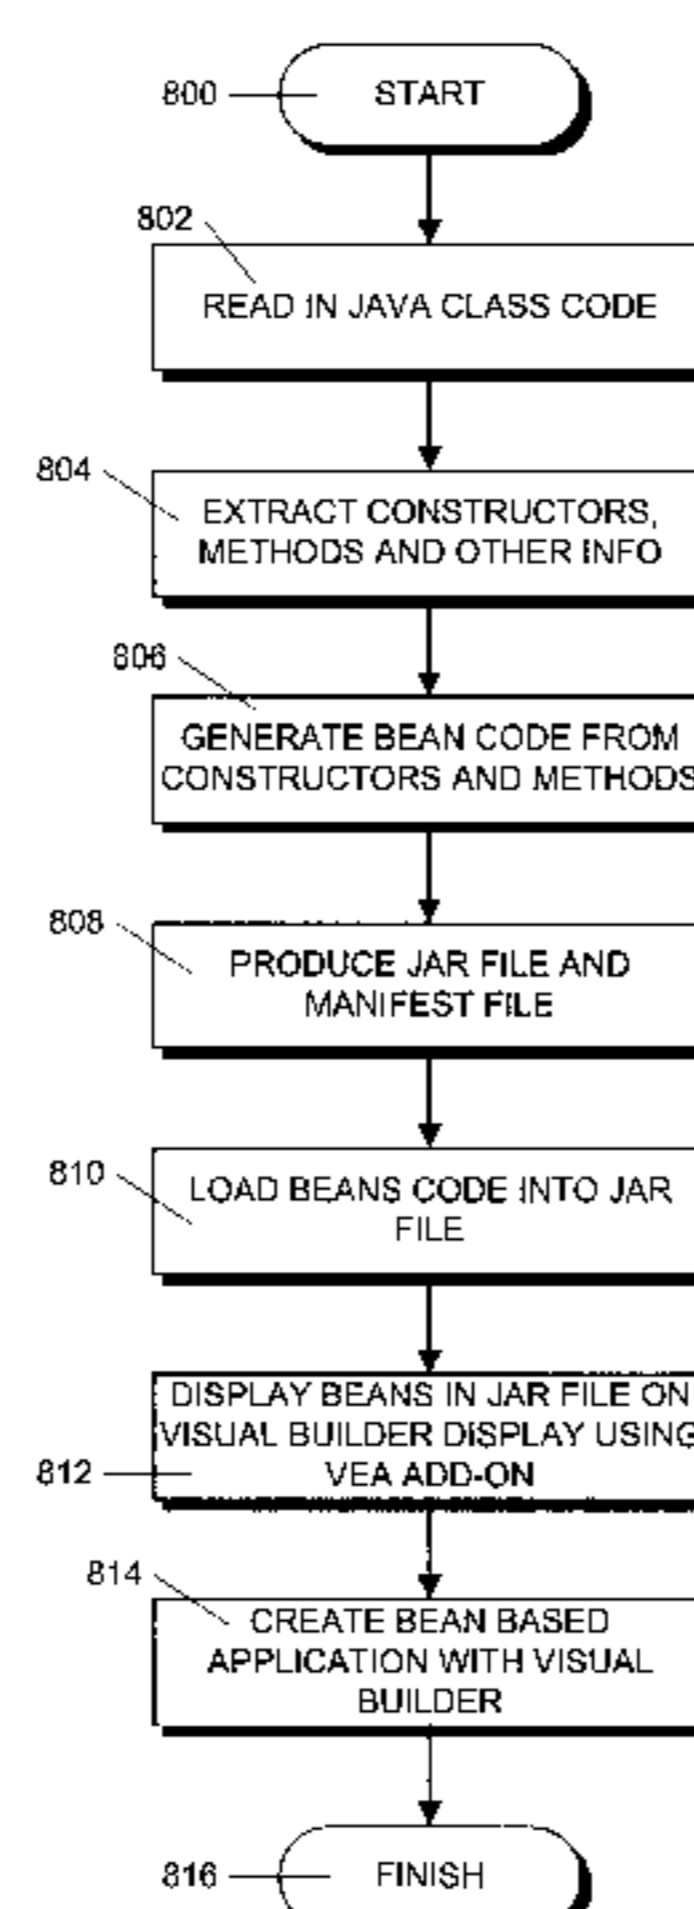 800
START
802
READ IN JAVA CLASS CODE
804
EXTRACT CONSTRUCTORS,
METHODS AND OTHER INFO
806
GENERATE BEAN CODE FROM
CONSTRUCTORS AND METHODS
808
PRODUCE JAR FILE AND
MANIFEST FILE
810
LOAD BEANS CODE INTO JAR
FILE
DISPLAY BEANS IN JAR FILE ON
VISUAL BUILDER DISPLAY USING
812
VEA ADD-ON
814
CREATE BEAN BASED
APPLICATION WITH VISUAL
BUILDER
816
FINISH